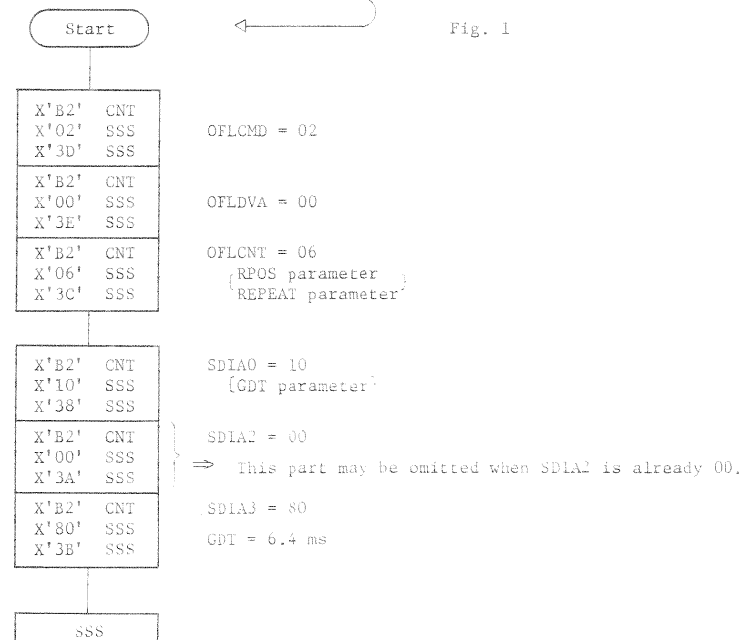 Start
Fig. 1
X'B2' CNT
X'02' SSS
X'3D' SSS
OFLCMD = 02
X'B2' CNT
X'00' SSS
X'3E' SSS
OFLDVA = 00
X'B2' CNT
X'06' SSS
X'3C' SSS
OFLCNT = 06
{RPOS parameter
REPEAT parameter}
X'B2' CNT
X'10' SSS
X'38' SSS
SDIA0 = 10
[GDT parameter]
X'B2' CNT
X'00' SSS
X'3A' SSS
SDIA2 = 00
⇒ This part may be omitted when SDIA2 is already 00.
X'B2' CNT
X'80' SSS
X'3B' SSS
SDIA3 = 80
GDT = 6.4 ms
SSS